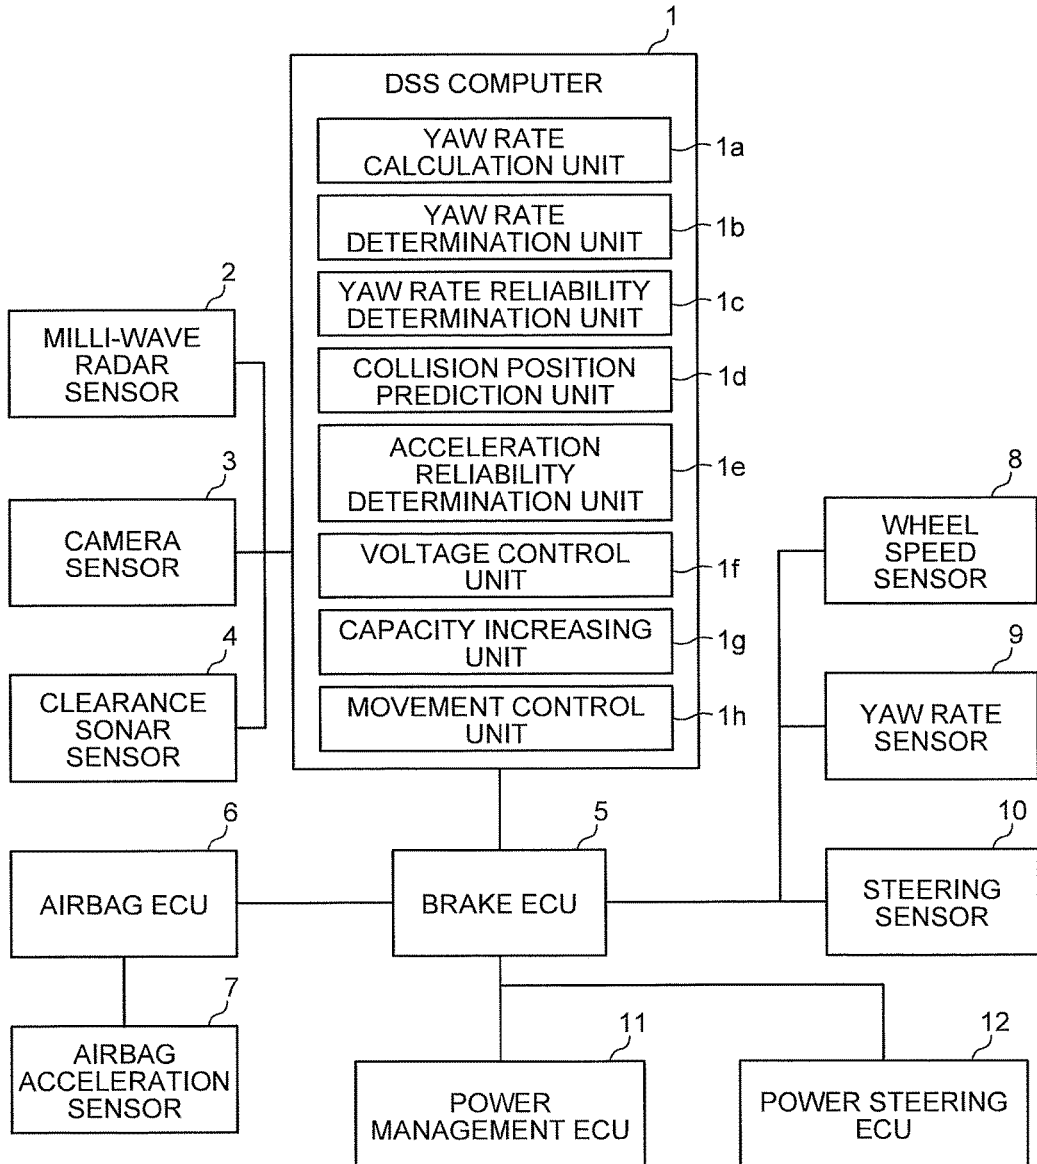 1
DSS COMPUTER
YAW RATE
CALCULATION UNIT
1a
YAW RATE
DETERMINATION UNIT
1b
YAW RATE RELIABILITY
DETERMINATION UNIT
1c
COLLISION POSITION
PREDICTION UNIT
1d
ACCELERATION
RELIABILITY
DETERMINATION UNIT
1e
VOLTAGE CONTROL
UNIT
1f
CAPACITY INCREASING
UNIT
1g
MOVEMENT CONTROL
UNIT
1h
2
MILLI-WAVE
RADAR
SENSOR
3
CAMERA
SENSOR
4
CLEARANCE
SONAR
SENSOR
8
WHEEL
SPEED
SENSOR
9
YAW RATE
SENSOR
10
STEERING
SENSOR
6
AIRBAG ECU
5
BRAKE ECU
7
AIRBAG
ACCELERATION
SENSOR
11
POWER
MANAGEMENT ECU
12
POWER STEERING
ECU